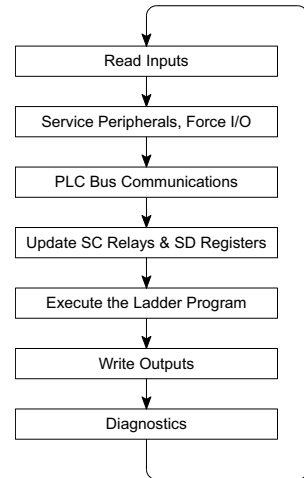 Read Inputs
Service Peripherals, Force I/O
PLC Bus Communications
Update SC Relays & SD Registers
Execute the Ladder Program
Write Outputs
Diagnostics